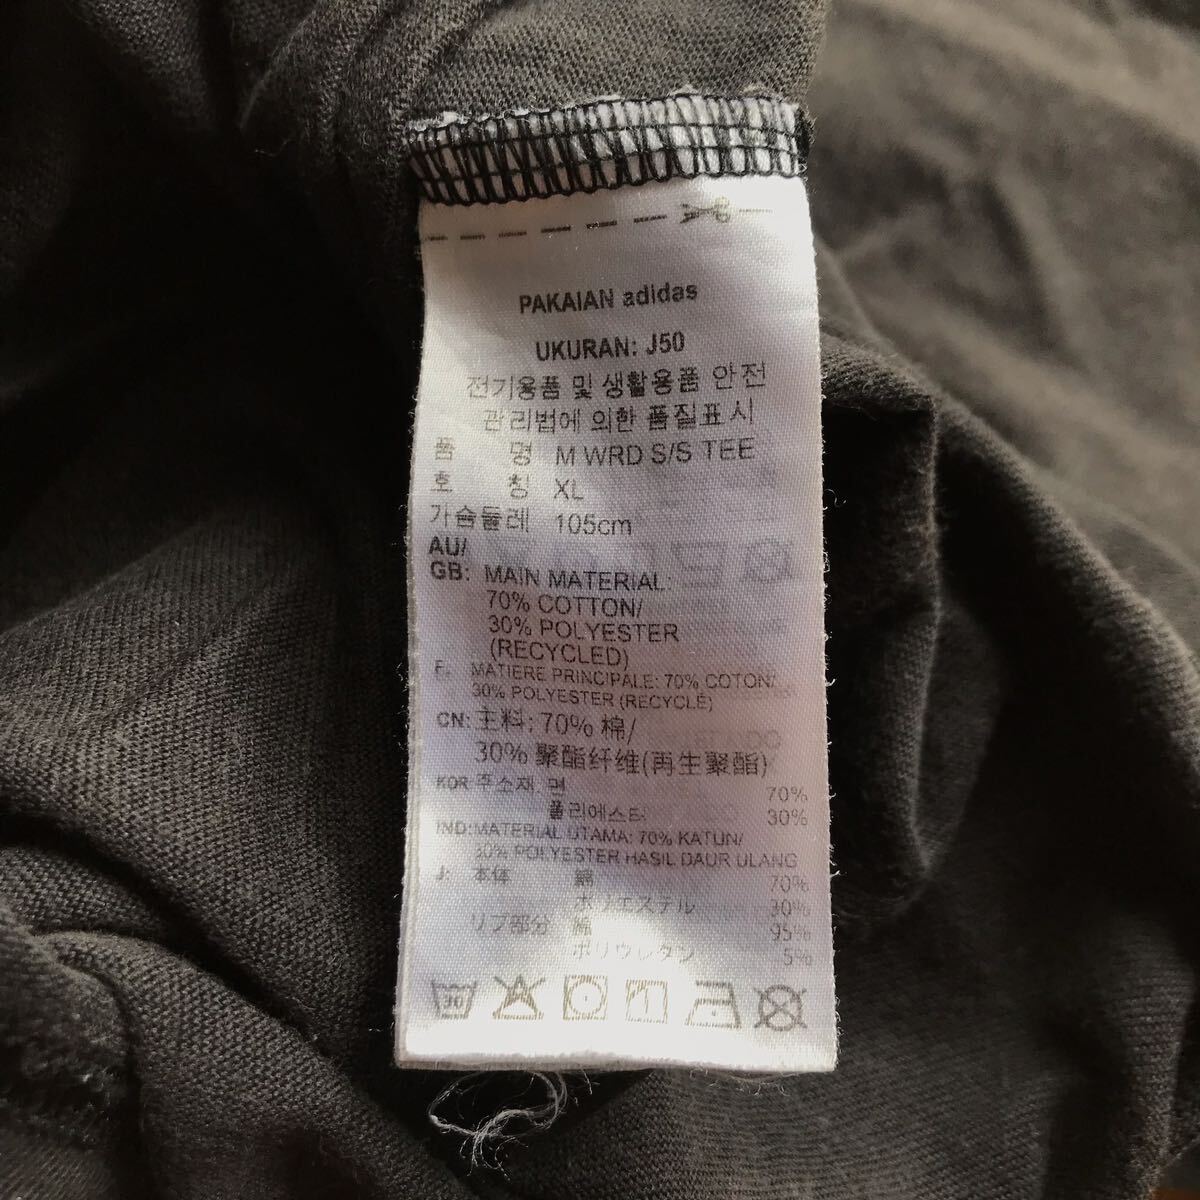 PAKAIAN adidas
UKURAN: J50
전기용품 및 생활용품 안전
관리법에 의한 품질표시
품 명 M WRD S/S TEE
호 칭 XL
가슴둘레 105cm
AU/
GB: MAIN MATERIAL:
70% COTTON/
30% POLYESTER
(RECYCLED)
F: MATIERE PRINCIPALE: 70% COTON/
30% POLYESTER (RECYCLÉ)
CN: 主料: 70% 棉/
30% 聚酯纤维(再生聚酯)
KOR 주소재: 면 70%
폴리에스터 30%
IND: MATERIAL UTAMA: 70% KATUN/
30% POLYESTER HASIL DAUR ULANG
J: 本体 綿 70%
ポリエステル 30%
リブ部分 綿 95%
ポリウレタン 5%
30